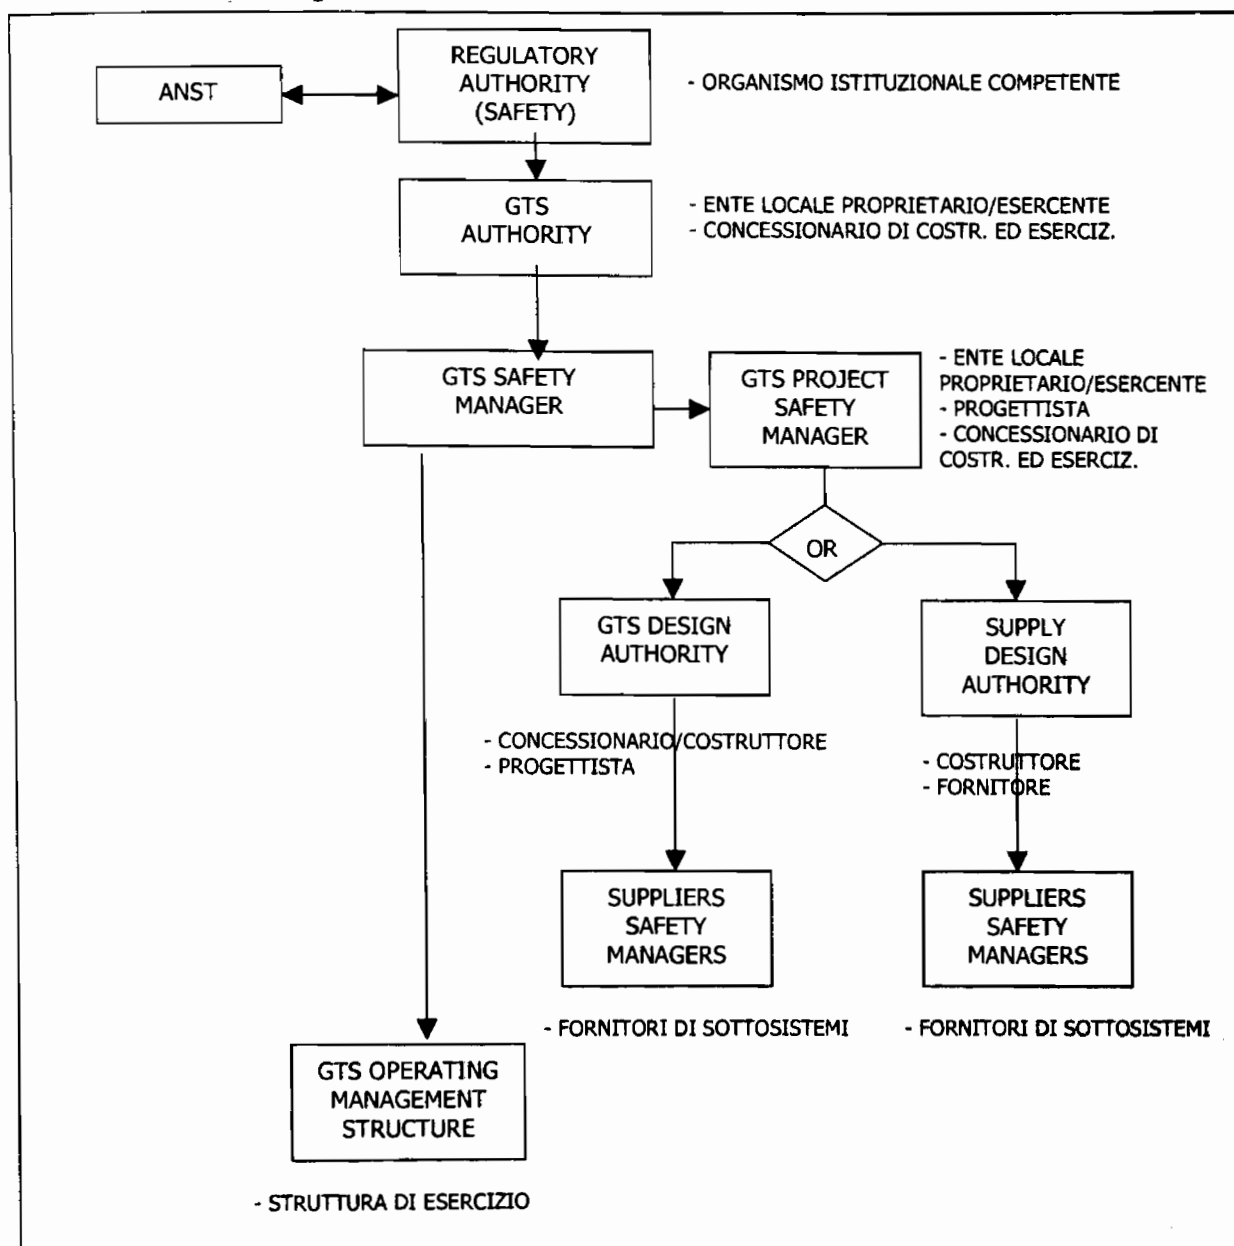 REGULATORY
AUTHORITY
(SAFETY)
ANST
- ORGANISMO ISTITUZIONALE COMPETENTE
GTS
AUTHORITY
- ENTE LOCALE PROPRIETARIO/ESERCENTE
- CONCESSIONARIO DI COSTR. ED ESERCIZ.
GTS SAFETY
MANAGER
GTS PROJECT
SAFETY
MANAGER
- ENTE LOCALE
PROPRIETARIO/ESERCENTE
- PROGETTISTA
- CONCESSIONARIO DI
COSTR. ED ESERCIZ.
OR
GTS DESIGN
AUTHORITY
SUPPLY
DESIGN
AUTHORITY
- CONCESSIONARIO/COSTRUTTORE
- PROGETTISTA
- COSTRUTTORE
- FORNITORE
SUPPLIERS
SAFETY
MANAGERS
SUPPLIERS
SAFETY
MANAGERS
- FORNITORI DI SOTTOSISTEMI
- FORNITORI DI SOTTOSISTEMI
GTS OPERATING
MANAGEMENT
STRUCTURE
- STRUTTURA DI ESERCIZIO